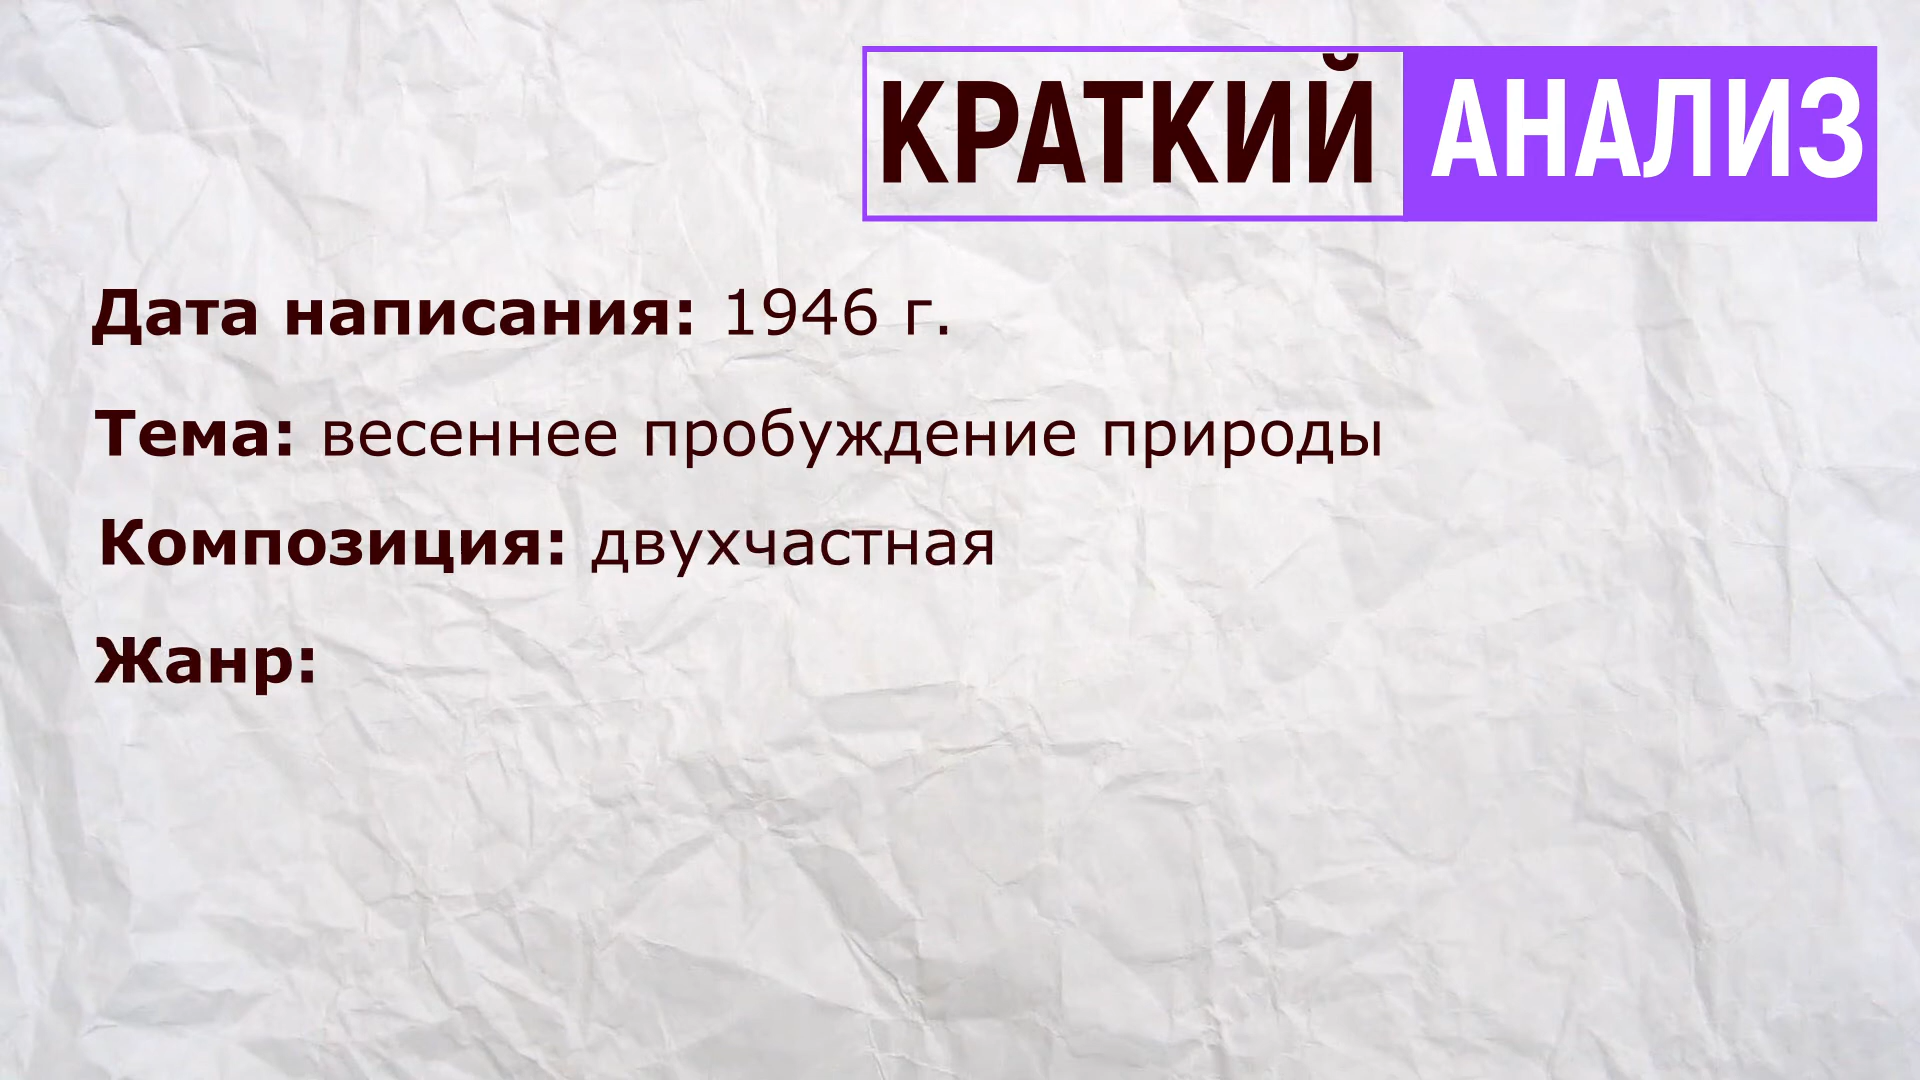 КРАТКИЙ АНАЛИЗ
Дата написания: 1946 г.
Тема: весеннее пробуждение природы
Композиция: двухчастная
Жанр: